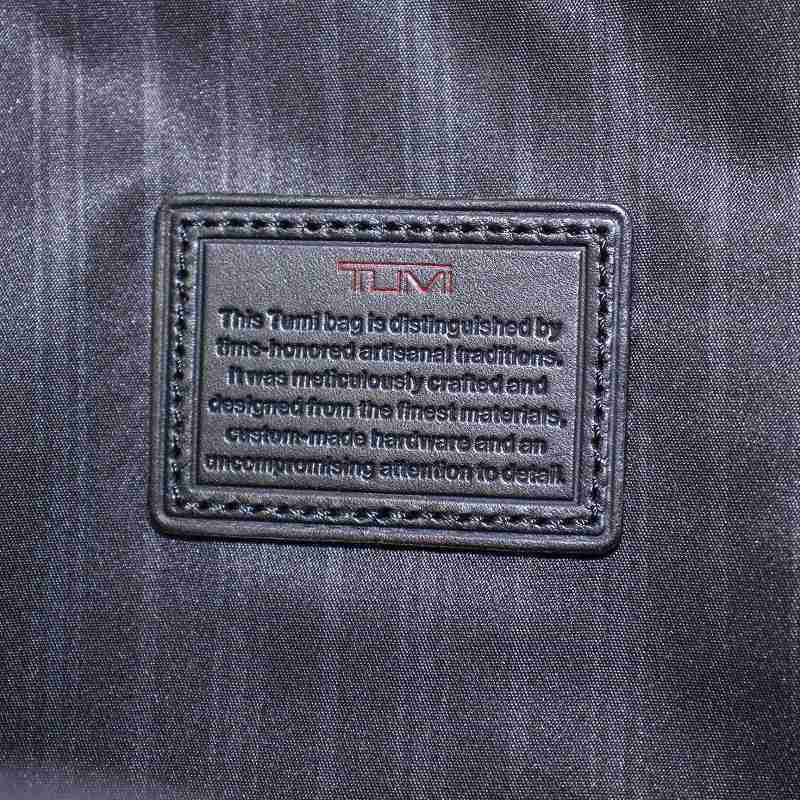 TUMI
This Tumi bag is distinguished by
time-honored artisanal traditions.
It was meticulously crafted and
designed from the finest materials,
custom-made hardware and an
uncompromising attention to detail.